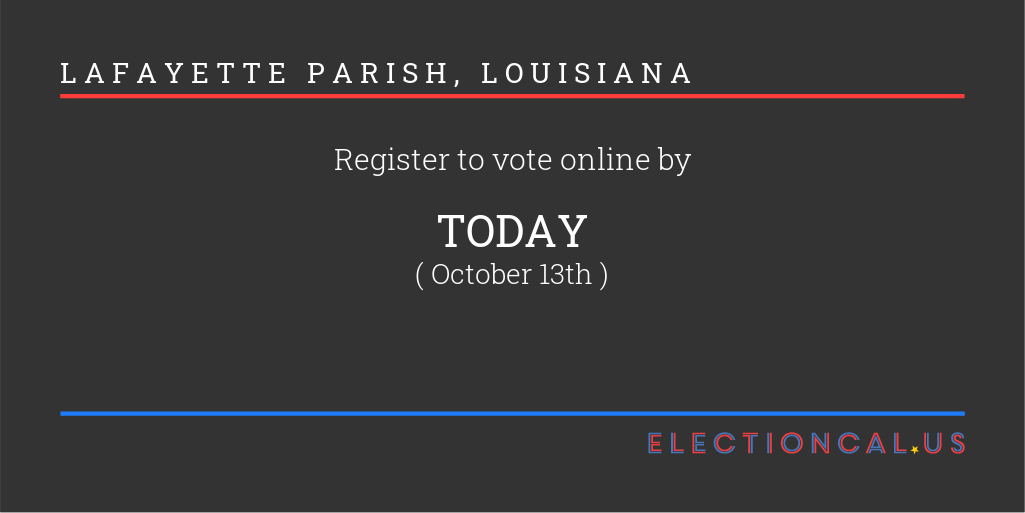 LAFAYETTE PARISH, LOUISIANA
Register to vote online by
TODAY
( October 13th )
ELECTIONCAL.US